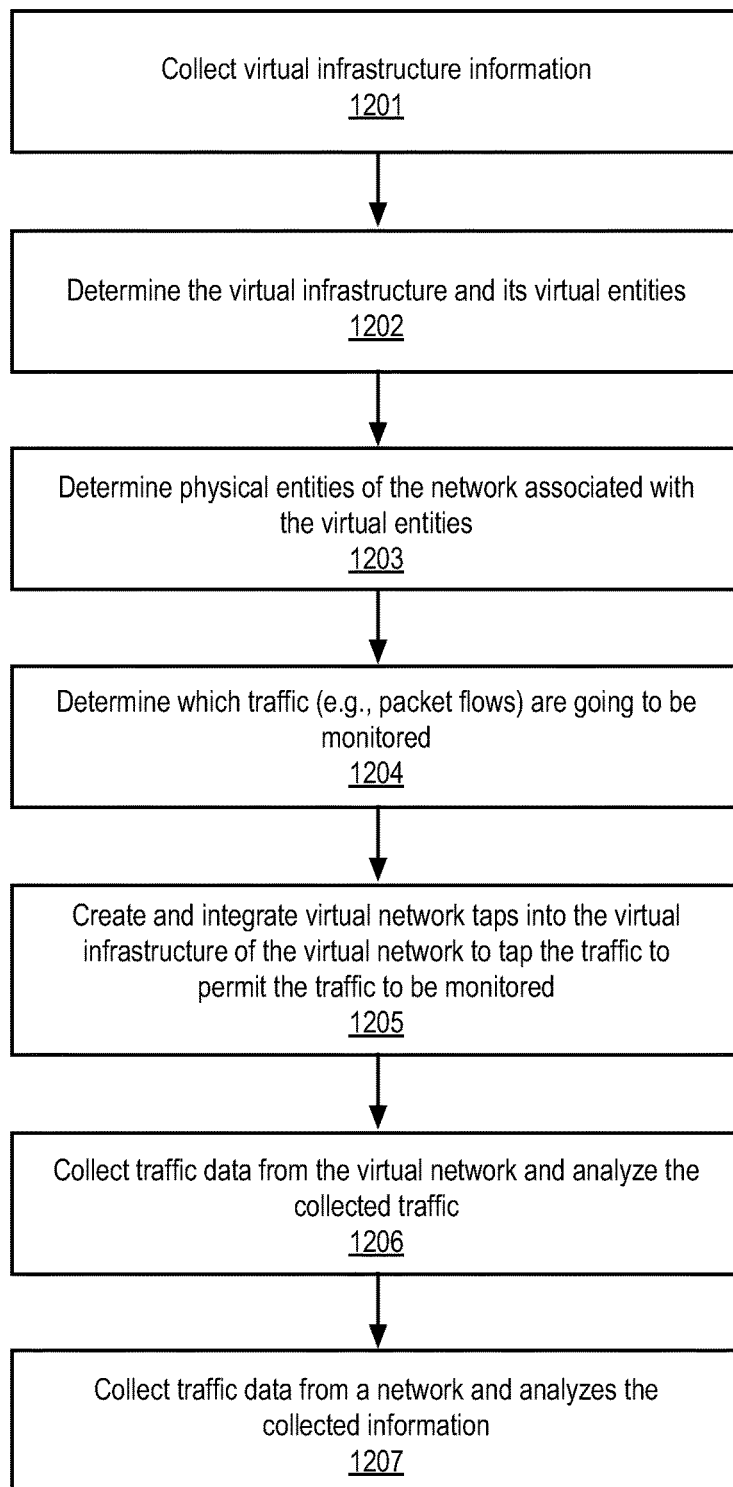 Collect virtual infrastructure information
1201
Determine the virtual infrastructure and its virtual entities
1202
Determine physical entities of the network associated with
the virtual entities
1203
Determine which traffic (e.g., packet flows) are going to be
monitored
1204
Create and integrate virtual network taps into the virtual
infrastructure of the virtual network to tap the traffic to
permit the traffic to be monitored
1205
Collect traffic data from the virtual network and analyze the
collected traffic
1206
Collect traffic data from a network and analyzes the
collected information
1207